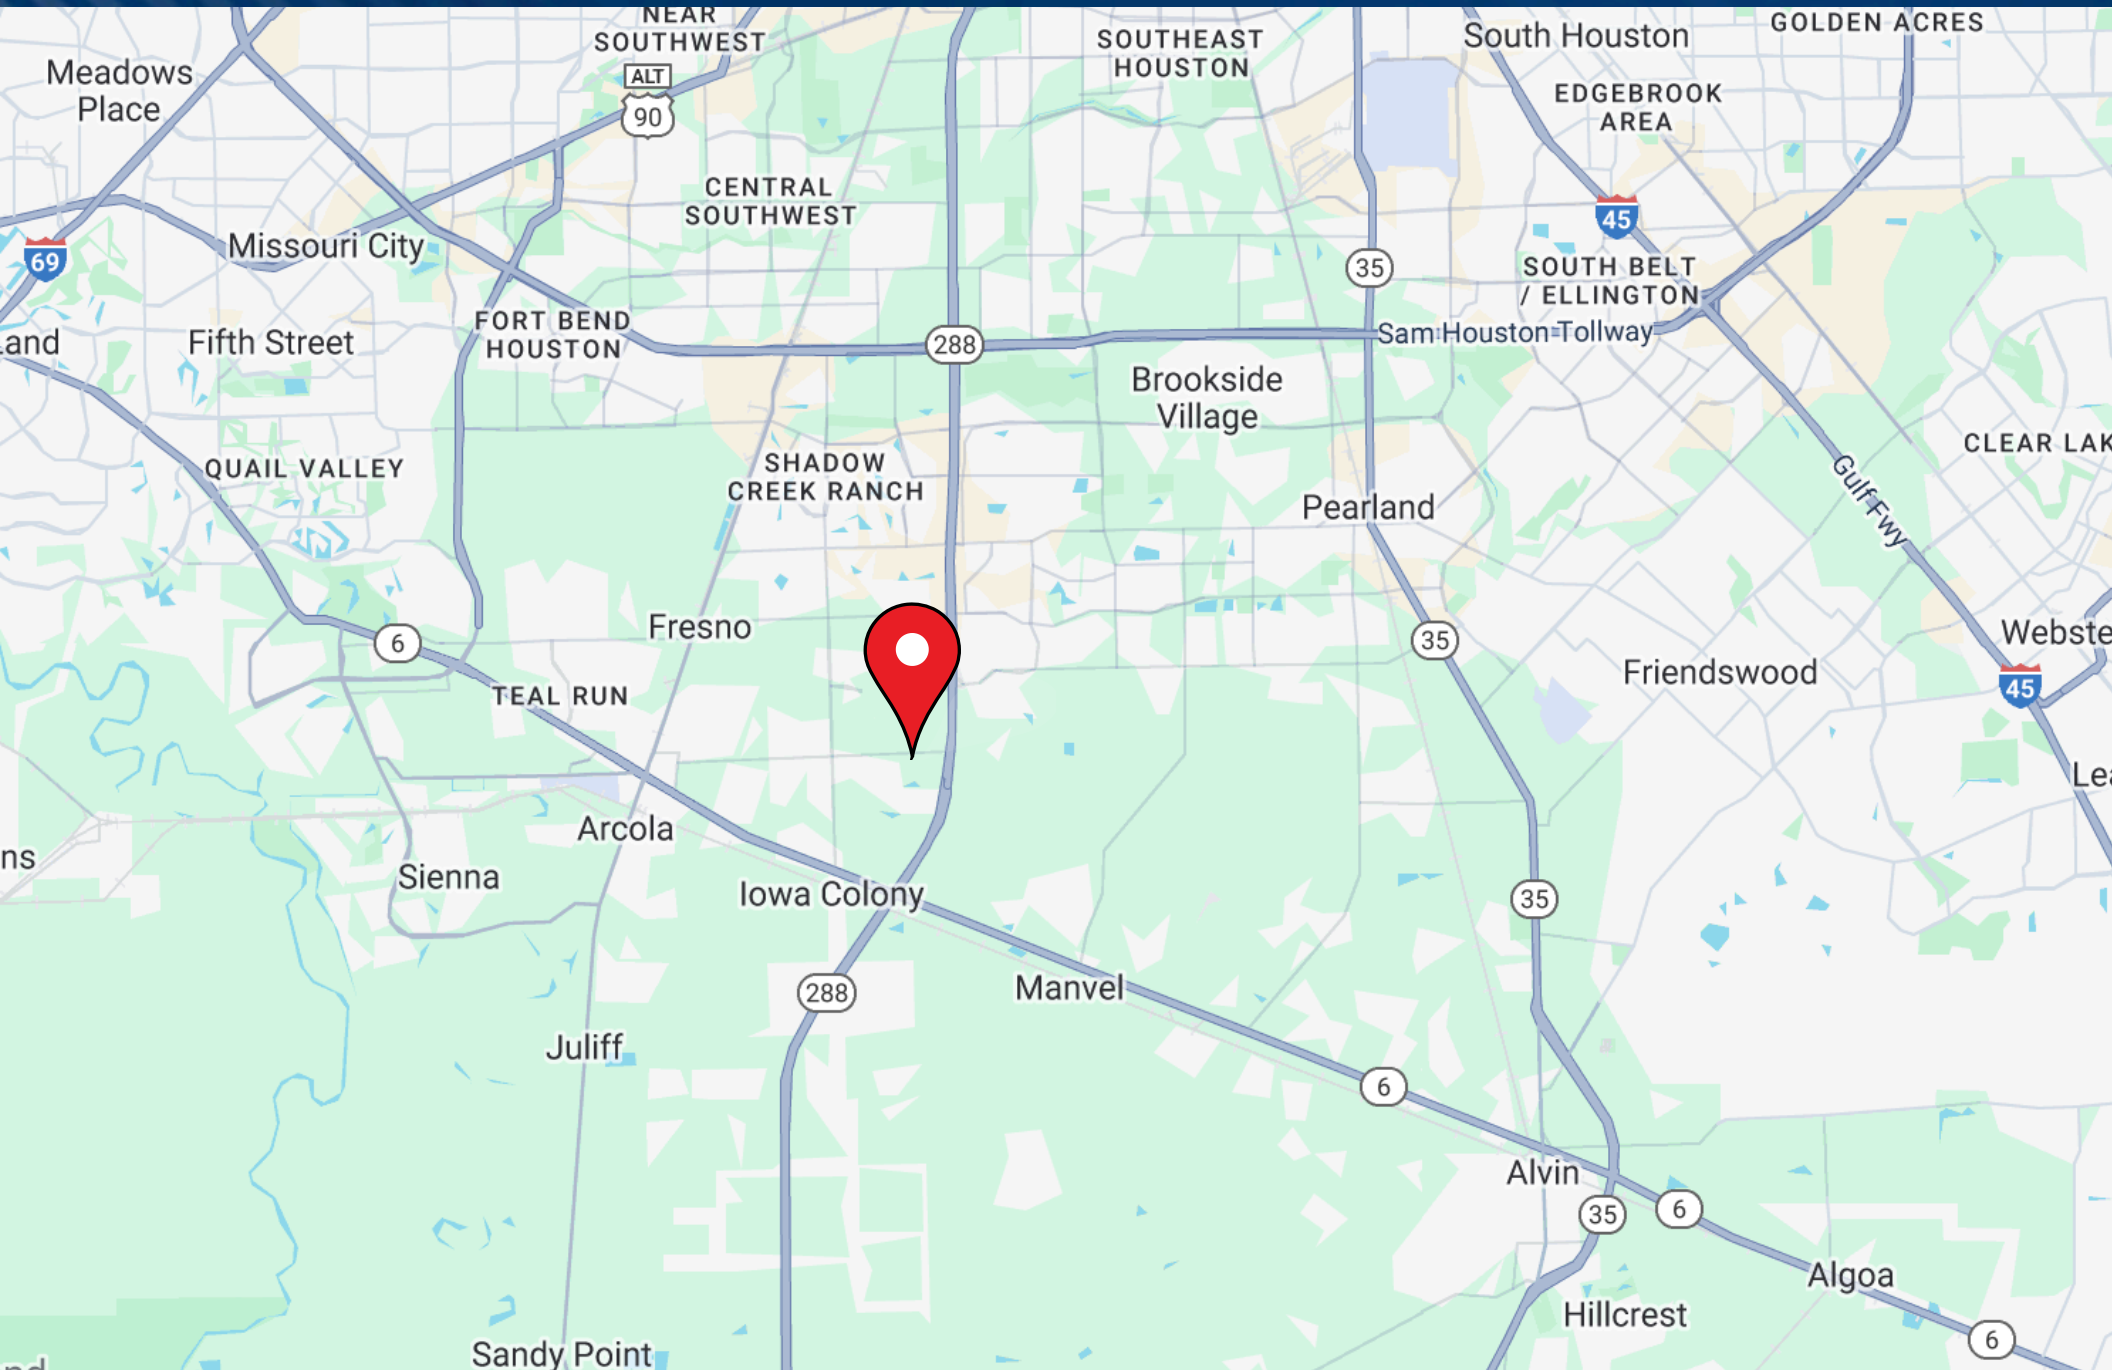 NEAR
SOUTHWEST
SOUTHEAST
HOUSTON
South Houston
GOLDEN ACRES
Meadows
Place
ALT
90
EDGEBROOK
AREA
CENTRAL
SOUTHWEST
45
Missouri City
69
35
SOUTH BELT
/ ELLINGTON
FORT BEND
HOUSTON
Sam Houston Tollway
Land
Fifth Street
288
Brookside
Village
CLEAR LAK
QUAIL VALLEY
SHADOW
CREEK RANCH
Gulf Fwy
Pearland
Fresno
6
35
Webste
Friendswood
45
TEAL RUN
Lea
Arcola
ns
Sienna
Iowa Colony
35
288
Manvel
Juliff
6
Alvin
35
6
Algoa
Hillcrest
6
Sandy Point